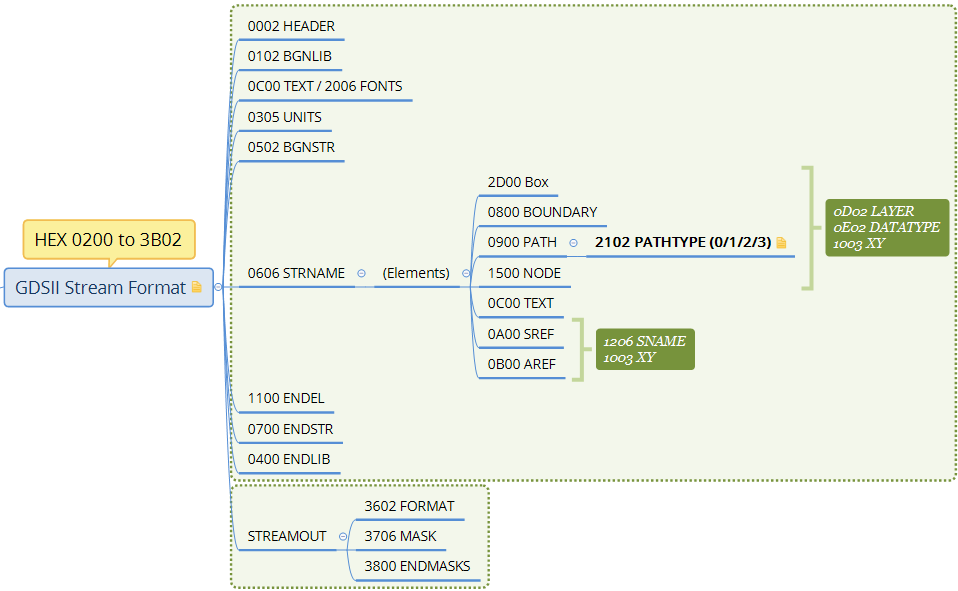 HEX 0200 to 3B02
GDSII Stream Format
0002 HEADER
0102 BGNLIB
0C00 TEXT / 2006 FONTS
0305 UNITS
0502 BGNSTR
0606 STRNAME
(Elements)
2D00 Box
0800 BOUNDARY
0900 PATH
2102 PATHTYPE (0/1/2/3)
1500 NODE
0C00 TEXT
0A00 SREF
0B00 AREF
0D02 LAYER
0E02 DATATYPE
1003 XY
1206 SNAME
1003 XY
1100 ENDEL
0700 ENDSTR
0400 ENDLIB
STREAMOUT
3602 FORMAT
3706 MASK
3800 ENDMASKS